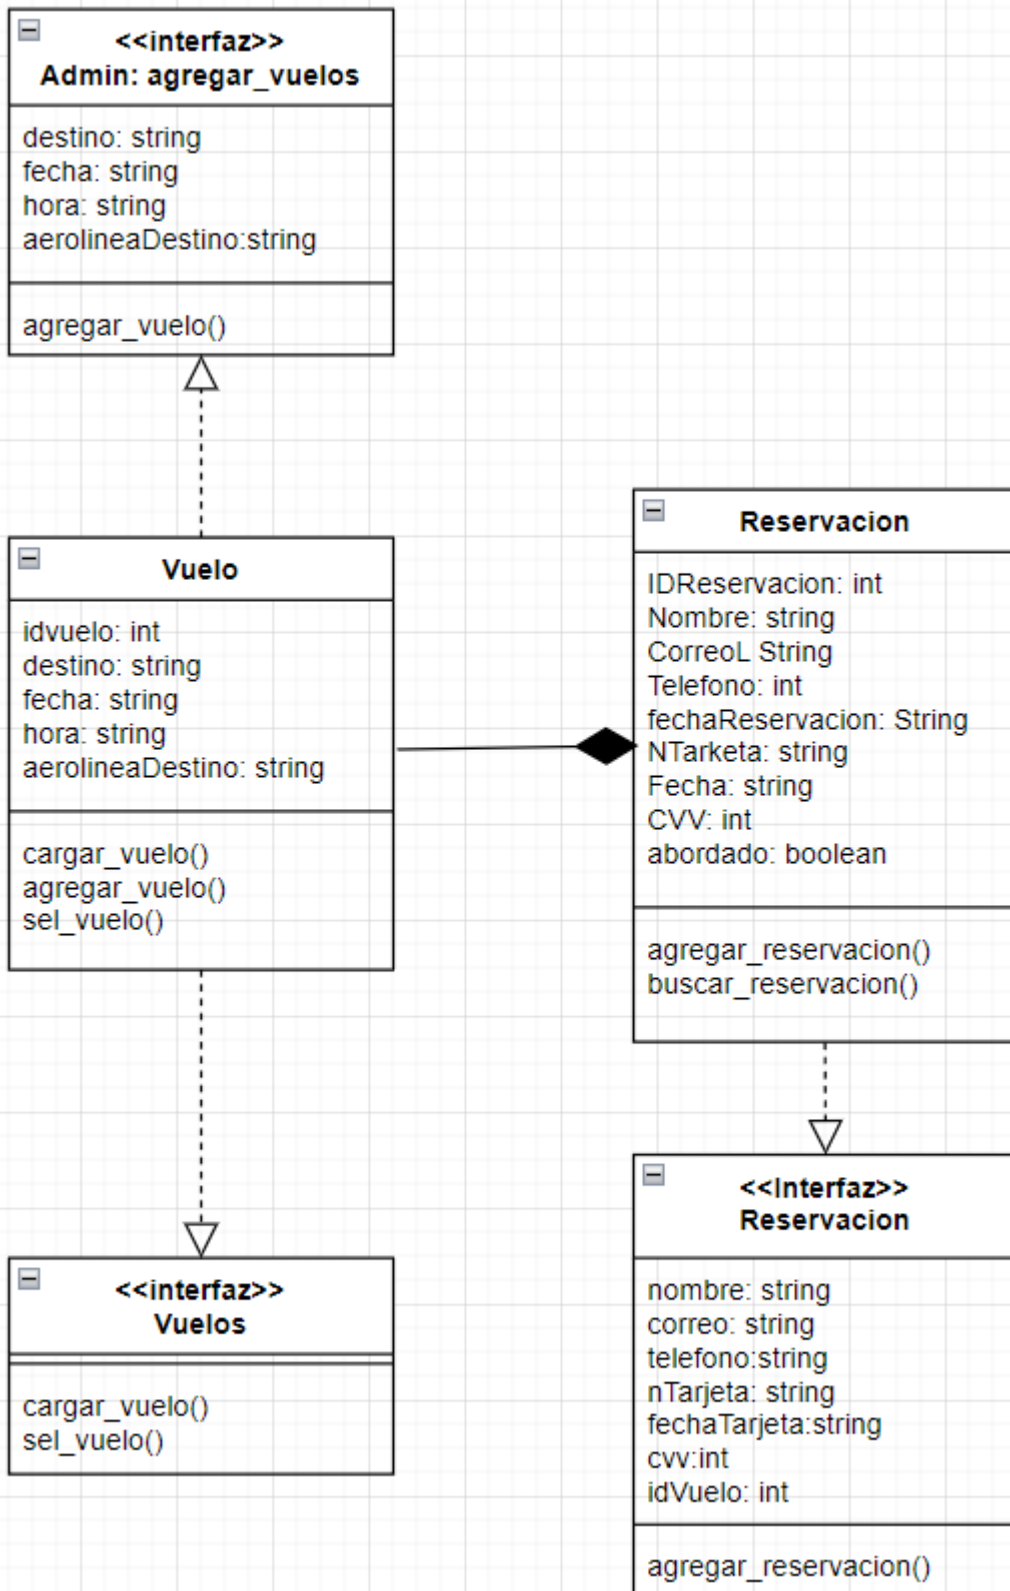 <<interfaz>>
Admin: agregar_vuelos
destino: string
fecha: string
hora: string
aerolineaDestino:string
agregar_vuelo()
Vuelo
idvuelo: int
destino: string
fecha: string
hora: string
aerolineaDestino: string
cargar_vuelo()
agregar_vuelo()
sel_vuelo()
<<interfaz>>
Vuelos
cargar_vuelo()
sel_vuelo()
Reservacion
IDReservacion: int
Nombre: string
CorreoL String
Telefono: int
fechaReservacion: String
NTarketa: string
Fecha: string
CVV: int
abordado: boolean
agregar_reservacion()
buscar_reservacion()
<<Interfaz>>
Reservacion
nombre: string
correo: string
telefono:string
nTarjeta: string
fechaTarjeta:string
cvv:int
idVuelo: int
agregar_reservacion()